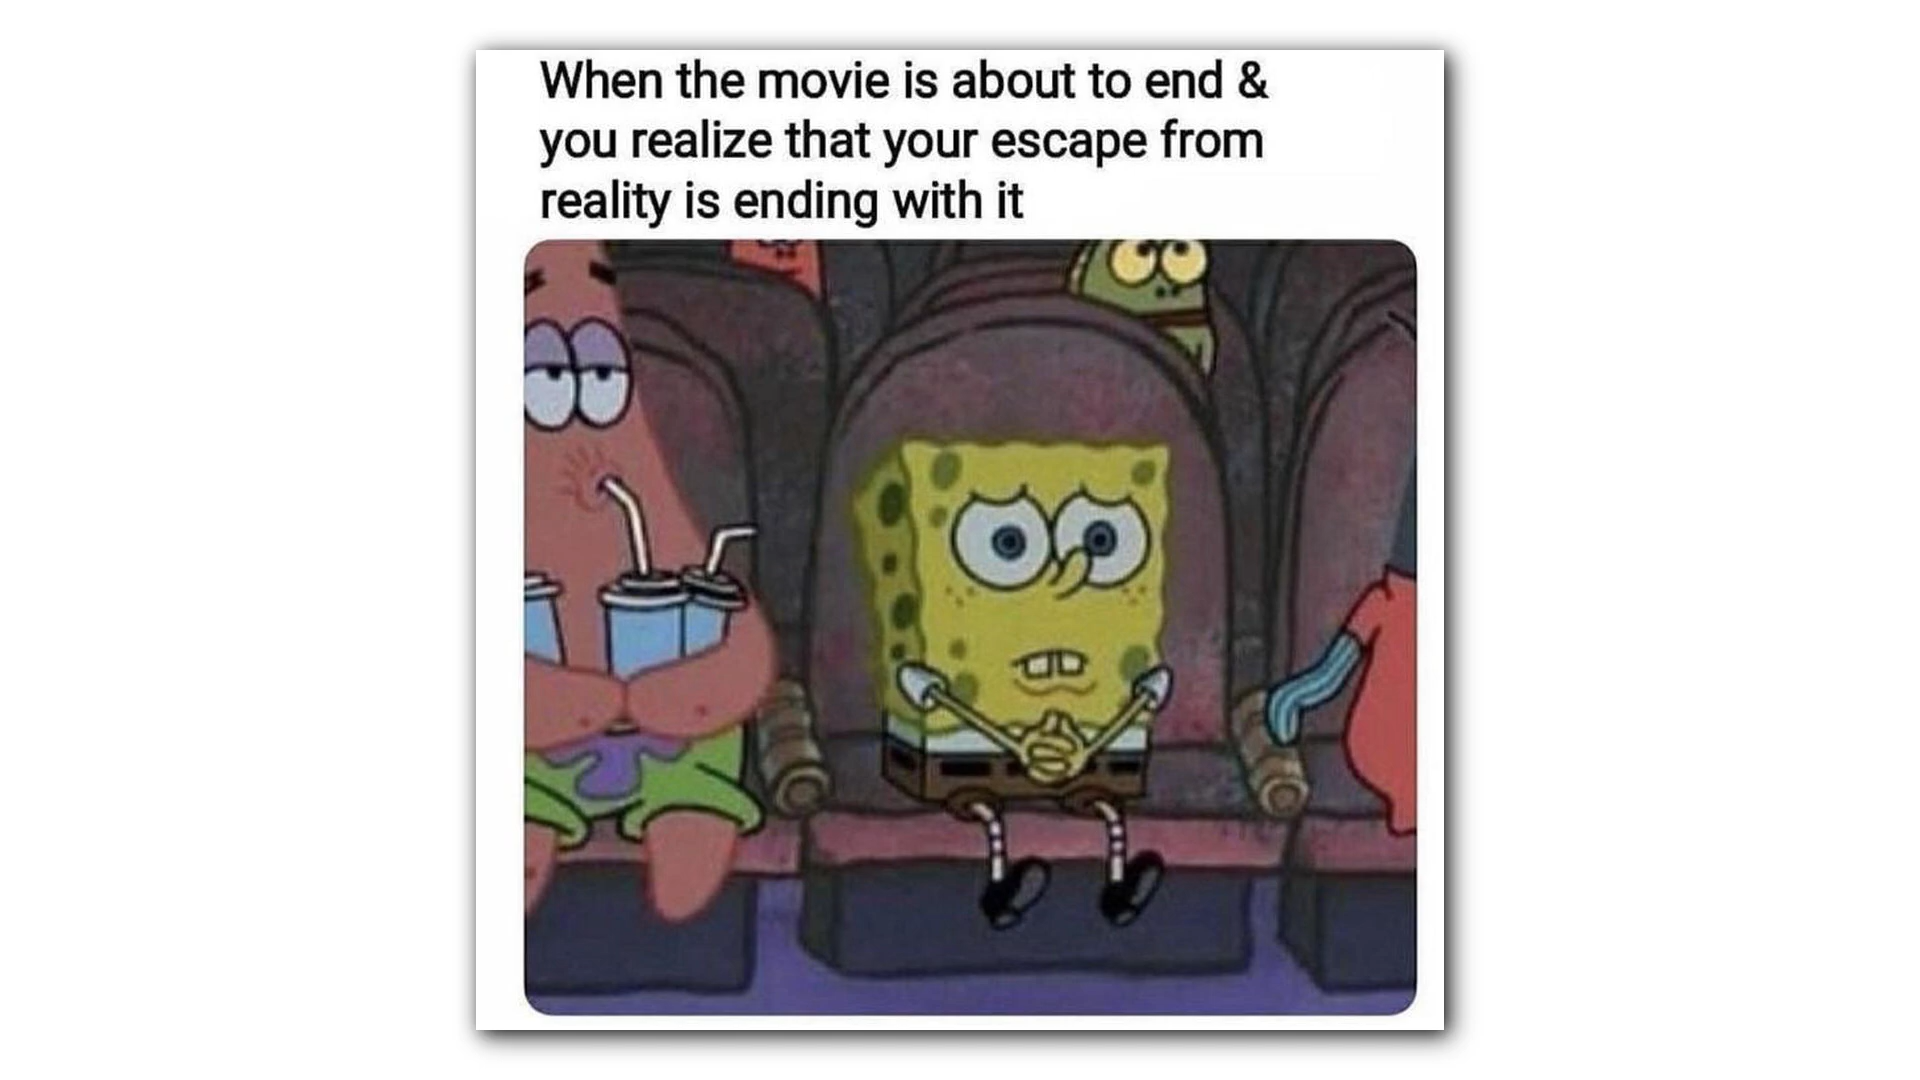 When the movie is about to end &
you realize that your escape from
reality is ending with it